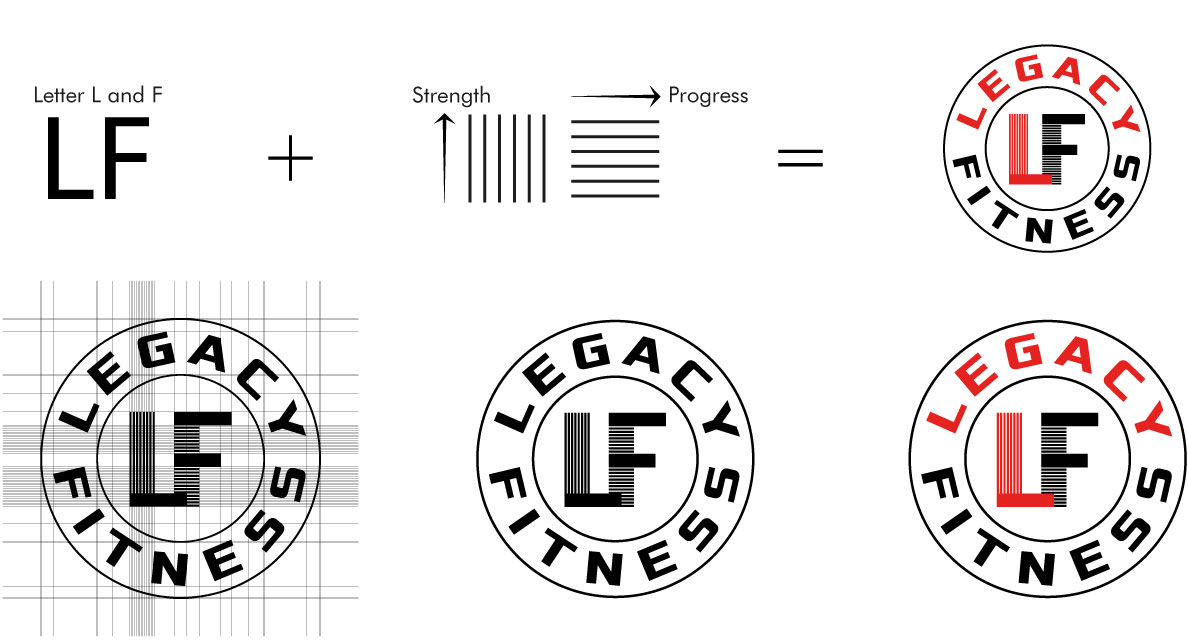 Letter L and F
LF
+
Strength
Progress
=
LEGACY
FITNESS
LF
LEGACY
FITNESS
LF
LEGACY
FITNESS
LF
LEGACY
FITNESS
LF